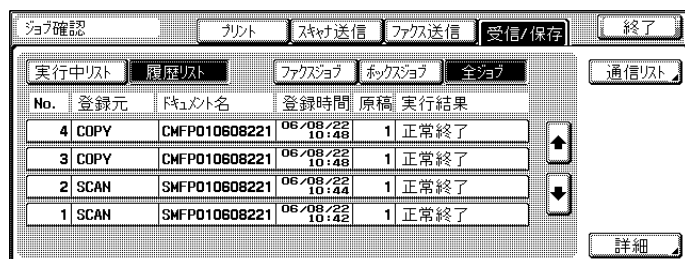 ジョブ確認 プリント スキャナ送信 ファクス送信 受信/保存 終了
実行中リスト 履歴リスト ファクスジョブ ボックスジョブ 全ジョブ 通信リスト
No. 登録元 ドキュメント名 登録時間 原稿 実行結果
4 COPY CMFP010608221 06/08/22 10:48 1 正常終了
3 COPY CMFP010608221 06/08/22 10:48 1 正常終了
2 SCAN SMFP010608221 06/08/22 10:44 1 正常終了
1 SCAN SMFP010608221 06/08/22 10:42 1 正常終了
詳細